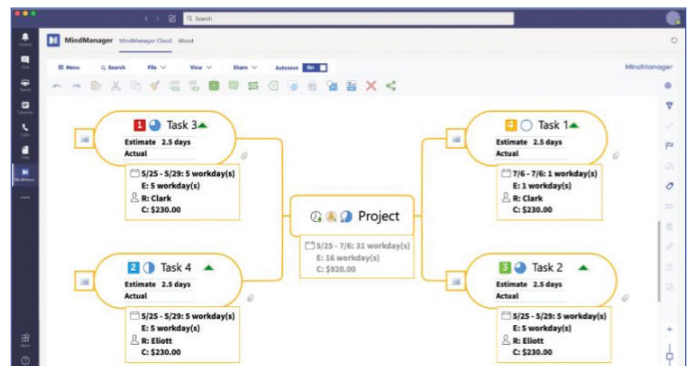 Search
MindManager MindManager Cloud About
Menu Search File View Share Autosave On
MindManager
1 Task 3
Estimate 2.5 days
Actual
5/25 - 5/29: 5 workday(s)
E: 5 workday(s)
R: Clark
C: $230.00
4 Task 1
Estimate 2.5 days
Actual
7/6 - 7/6: 1 workday(s)
E: 1 workday(s)
R: Clark
C: $230.00
Project
5/25 - 7/6: 31 workday(s)
E: 16 workday(s)
C: $920.00
2 Task 4
Estimate 2.5 days
Actual
5/25 - 5/29: 5 workday(s)
E: 5 workday(s)
R: Eliott
C: $230.00
3 Task 2
Estimate 2.5 days
Actual
5/25 - 5/29: 5 workday(s)
E: 5 workday(s)
R: Eliott
C: $230.00